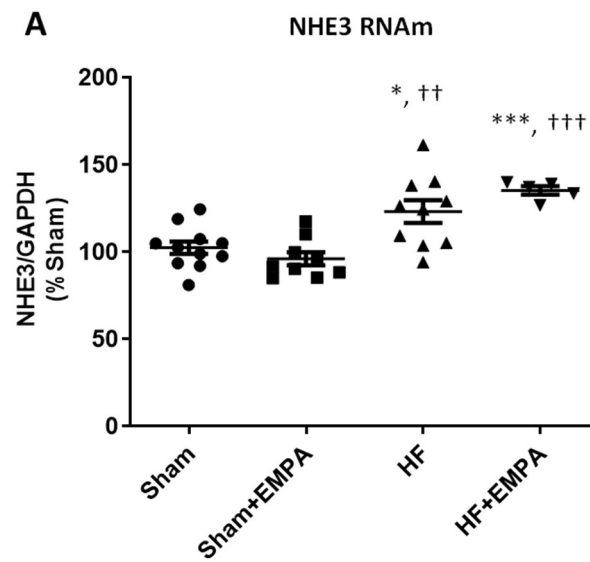 A
NHE3 RNAm
NHE3/GAPDH
(% Sham)
200
150
100
50
0
*, ††
***, †††
Sham
Sham+EMPA
HF
HF+EMPA